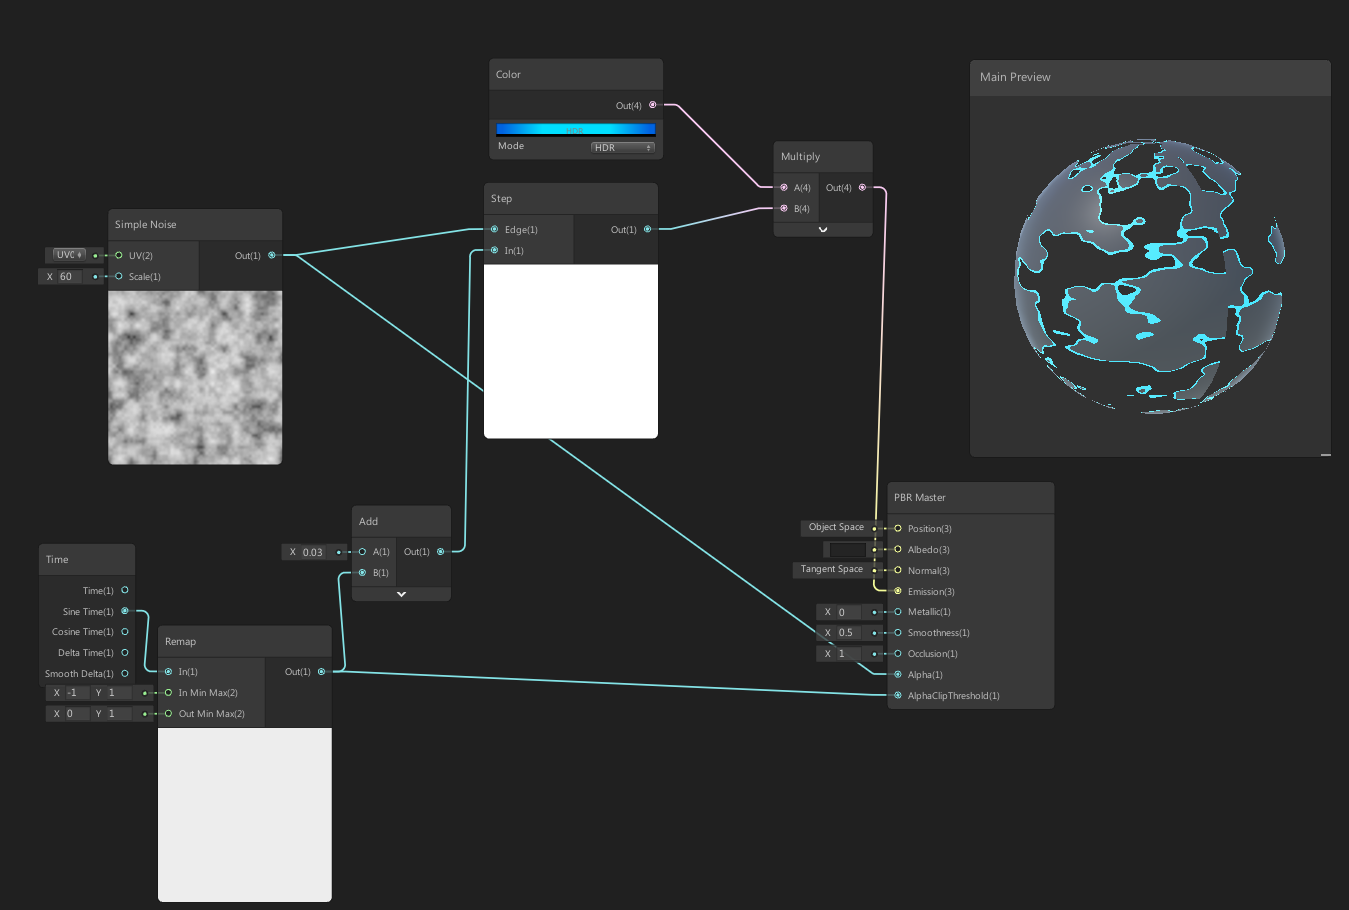 Color
Out(4)
HDR
Mode HDR
Main Preview
Multiply
A(4) Out(4)
B(4)
Step
Edge(1) Out(1)
In(1)
Simple Noise
UV0 UV(2) Out(1)
X 60 Scale(1)
Add
X 0.03 A(1) Out(1)
B(1)
Time
Time(1)
Sine Time(1)
Cosine Time(1)
Delta Time(1)
Smooth Delta(1)
Remap
In(1) Out(1)
X -1 Y 1 In Min Max(2)
X 0 Y 1 Out Min Max(2)
PBR Master
Object Space Position(3)
Albedo(3)
Tangent Space Normal(3)
Emission(3)
X 0 Metallic(1)
X 0.5 Smoothness(1)
X 1 Occlusion(1)
Alpha(1)
AlphaClipThreshold(1)